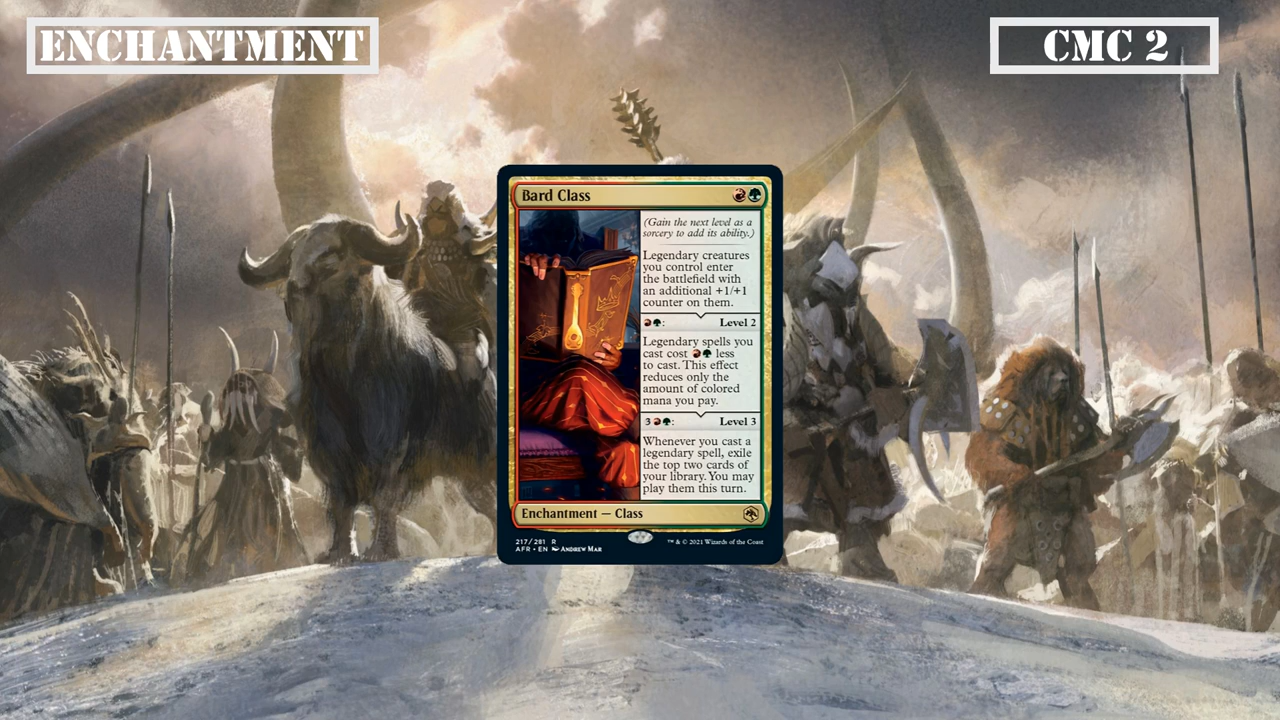 ENCHANTMENT
CMC 2
Bard Class
(Gain the next level as a
sorcery to add its ability.)
Legendary creatures
you control enter
the battlefield with
an additional +1/+1
counter on them.
: Level 2
Legendary spells you
cast cost less
to cast. This effect
reduces only the
amount of colored
mana you pay.
3 : Level 3
Whenever you cast a
legendary spell, exile
the top two cards of
your library. You may
play them this turn.
Enchantment — Class
217/281 R
AFR • EN ANDREW MAR
™ & © 2021 Wizards of the Coast